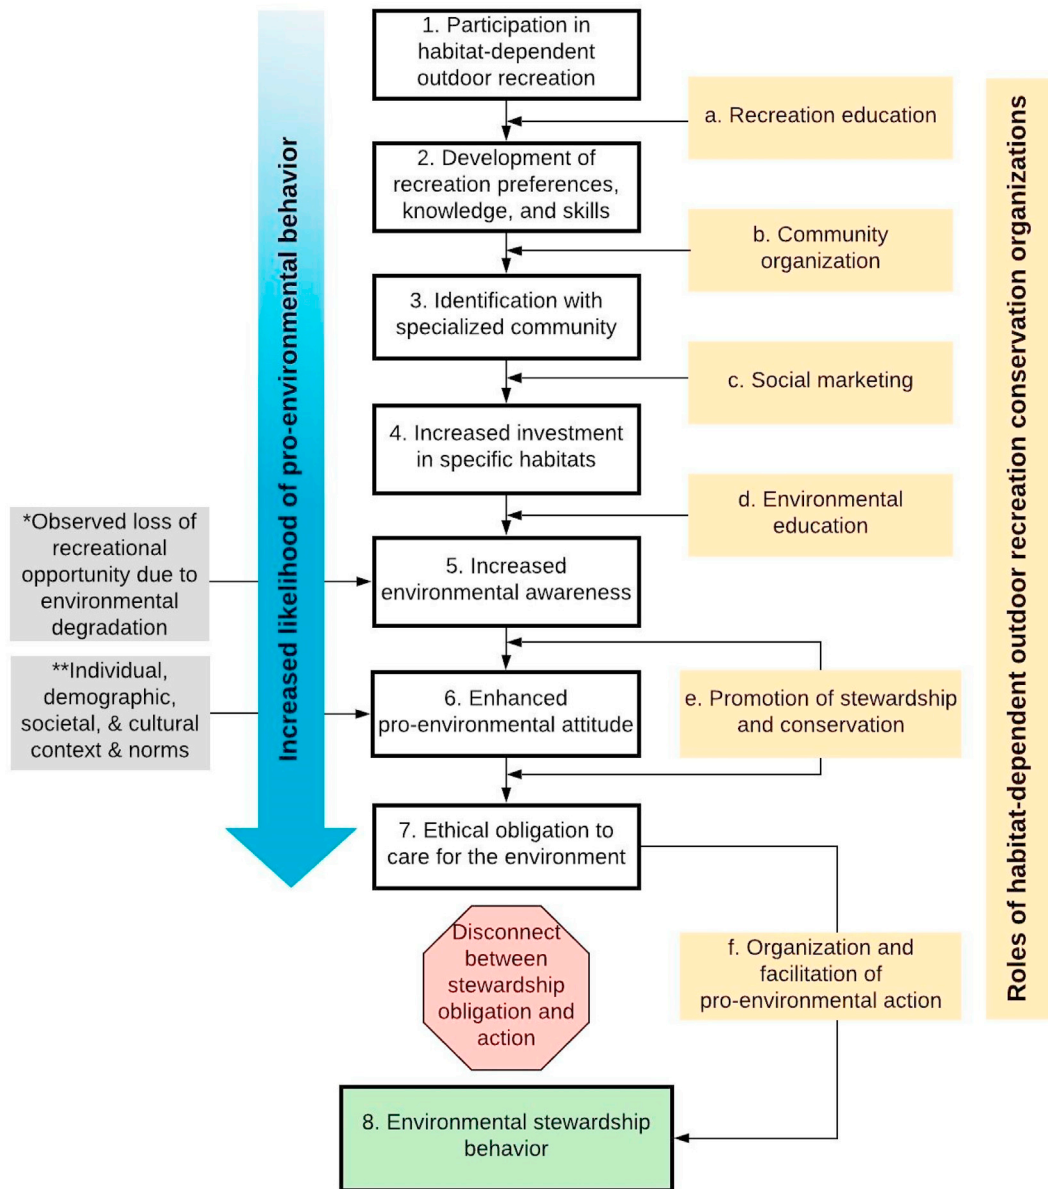 1. Participation in
habitat-dependent
outdoor recreation
a. Recreation education
2. Development of
recreation preferences,
knowledge, and skills
b. Community
organization
3. Identification with
specialized community
c. Social marketing
4. Increased investment
in specific habitats
d. Environmental
education
*Observed loss of
recreational
opportunity due to
environmental
degradation
5. Increased
environmental awareness
**Individual,
demographic,
societal, & cultural
context & norms
6. Enhanced
pro-environmental attitude
e. Promotion of stewardship
and conservation
7. Ethical obligation to
care for the environment
Disconnect
between
stewardship
obligation and
action
f. Organization and
facilitation of
pro-environmental action
8. Environmental stewardship
behavior
Increased likelihood of pro-environmental behavior
Roles of habitat-dependent outdoor recreation conservation organizations